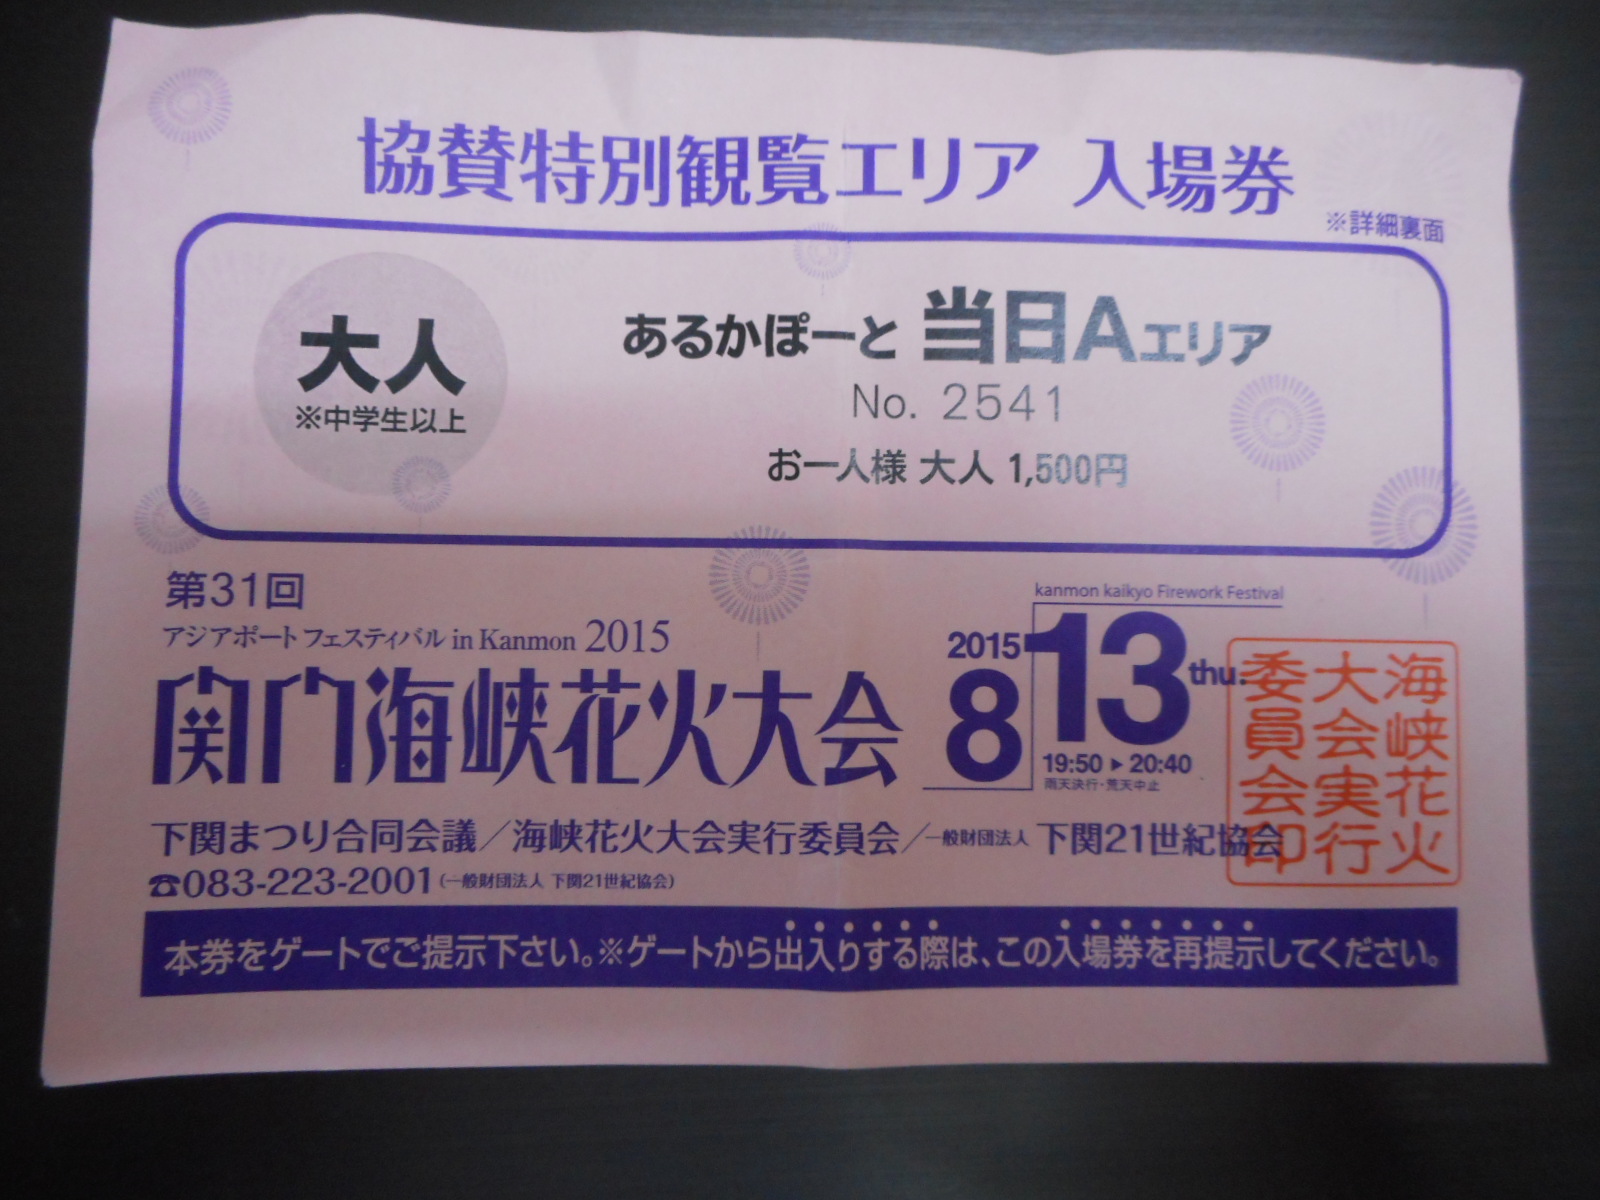 協賛特別観覧エリア 入場券
※詳細裏面
大人
※中学生以上
あるかぽーと 当日Aエリア
No. 2541
お一人様 大人 1,500円
第31回
アジアポート フェスティバル in Kanmon 2015
関門海峡花火大会
kanmon kaikyo Firework Festival
2015
8
13
thu.
19:50▶20:40
雨天決行・荒天中止
海峡花火
大会実行
委員会印
下関まつり合同会議／海峡花火大会実行委員会／一般財団法人 下関21世紀協会
☎083-223-2001(一般財団法人 下関21世紀協会)
本券をゲートでご提示下さい。※ゲートから出入りする際は、この入場券を再提示してください。